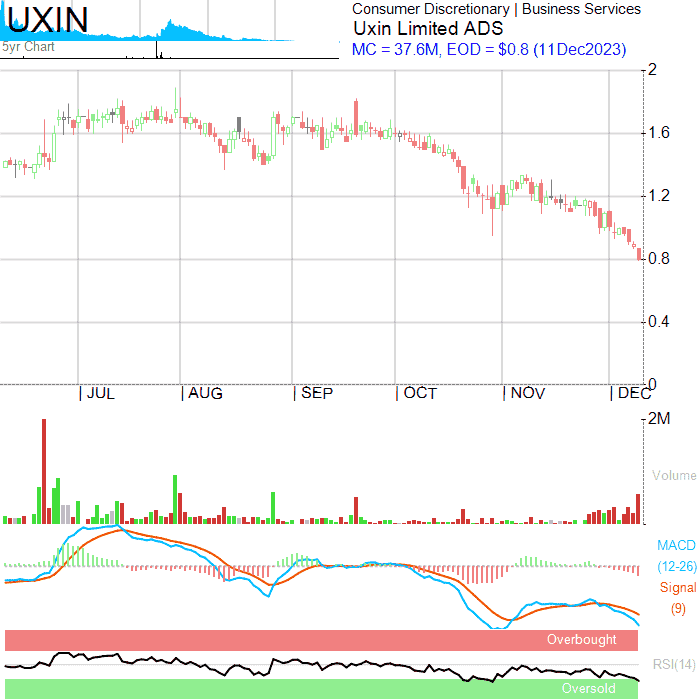 UXIN
5yr Chart
Consumer Discretionary | Business Services
Uxin Limited ADS
MC = 37.6M, EOD = $0.8 (11Dec2023)
2
1.6
1.2
0.8
0.4
0
| JUL | AUG | SEP | OCT | NOV | DEC
2M
Volume
MACD
(12-26)
Signal
(9)
Overbought
RSI(14)
Oversold